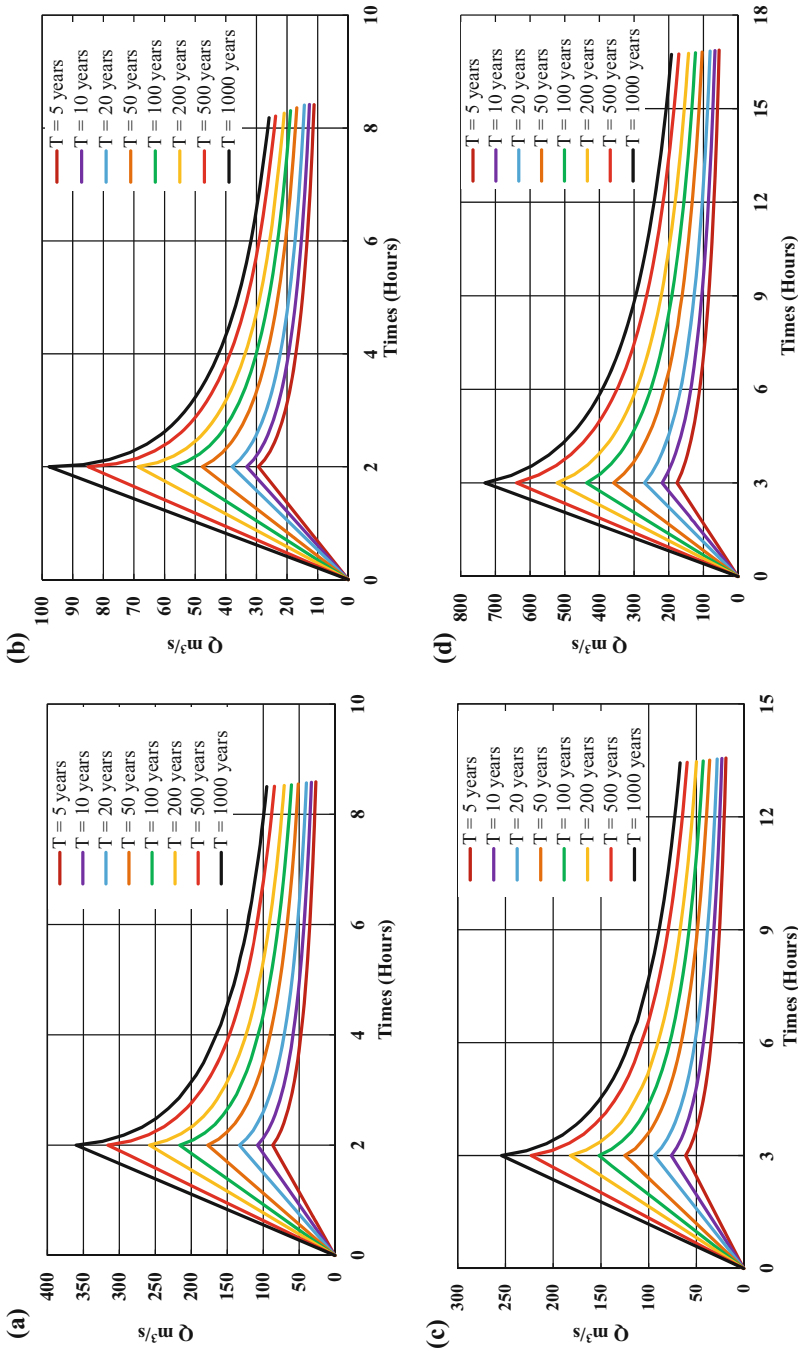 (a)
400
350
300
250
200
150
100
50
0
Q m³/s
0
2
4
6
8
10
Times (Hours)
T = 5 years
T = 10 years
T = 20 years
T = 50 years
T = 100 years
T = 200 years
T = 500 years
T = 1000 years
(b)
100
90
80
70
60
50
40
30
20
10
0
Q m³/s
0
2
4
6
8
10
Times (Hours)
T = 5 years
T = 10 years
T = 20 years
T = 50 years
T = 100 years
T = 200 years
T = 500 years
T = 1000 years
(c)
300
250
200
150
100
50
0
Q m³/s
0
3
6
9
12
15
Times (Hours)
T = 5 years
T = 10 years
T = 20 years
T = 50 years
T = 100 years
T = 200 years
T = 500 years
T = 1000 years
(d)
800
700
600
500
400
300
200
100
0
Q m³/s
0
3
6
9
12
15
18
Times (Hours)
T = 5 years
T = 10 years
T = 20 years
T = 50 years
T = 100 years
T = 200 years
T = 500 years
T = 1000 years